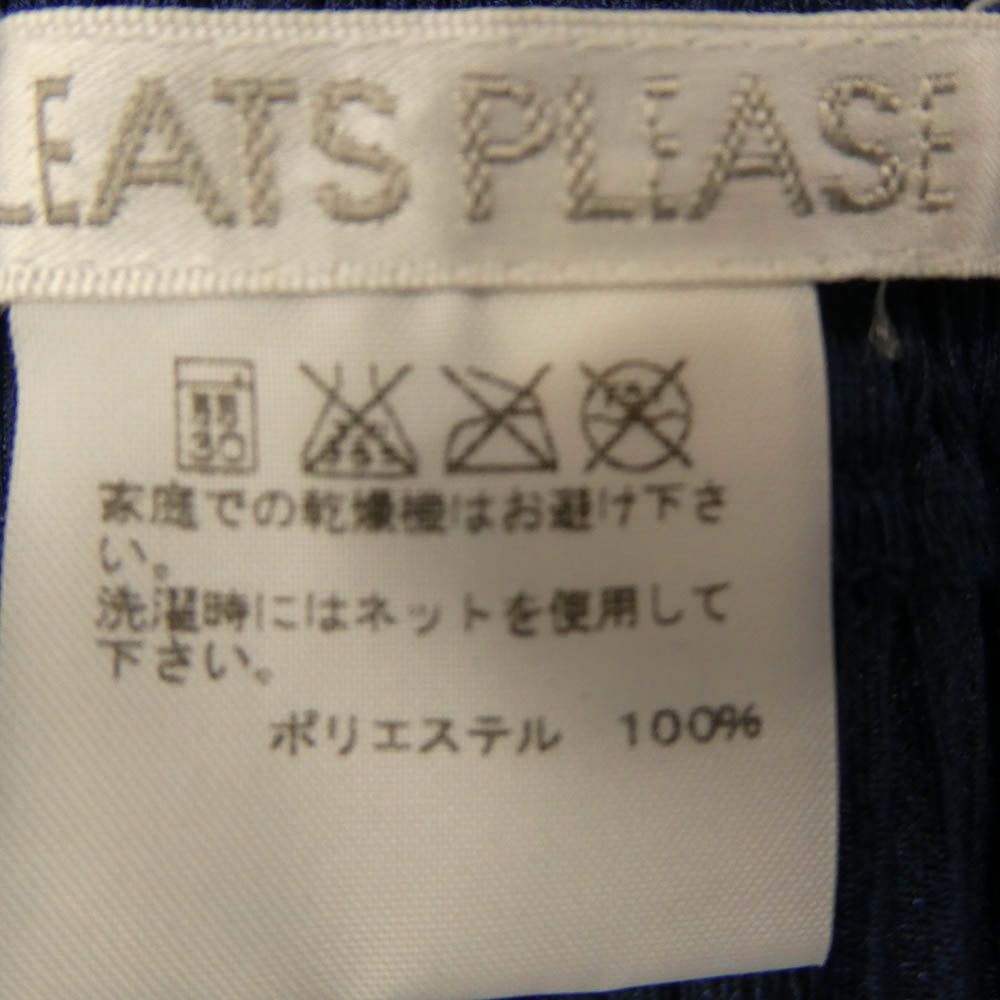 LEATS PLEASE
30
家庭での乾燥機はお避け下さ
い。
洗濯時にはネットを使用して
下さい。
ポリエステル 100%